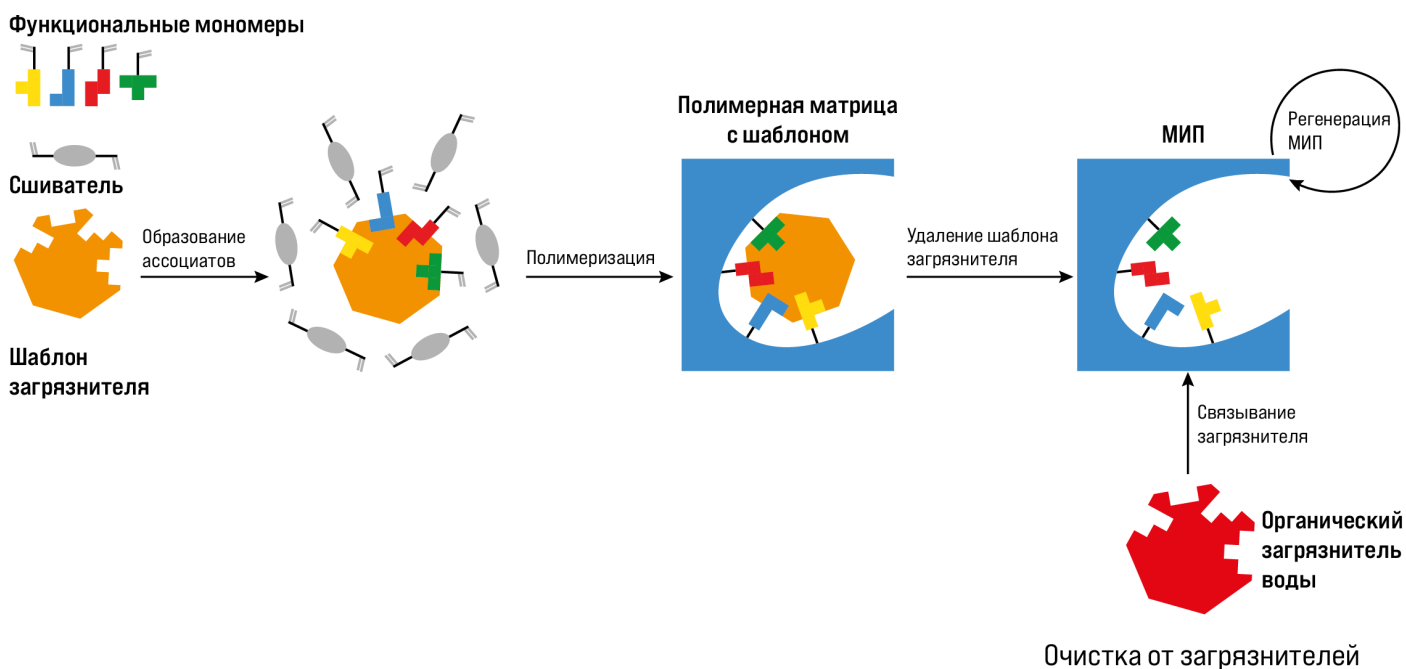 Функциональные мономеры
Сшиватель
Шаблон
загрязнителя
Образование
ассоциатов
Полимеризация
Полимерная матрица
с шаблоном
Удаление шаблона
загрязнителя
МИП
Регенерация
МИП
Связывание
загрязнителя
Органический
загрязнитель
воды
Очистка от загрязнителей